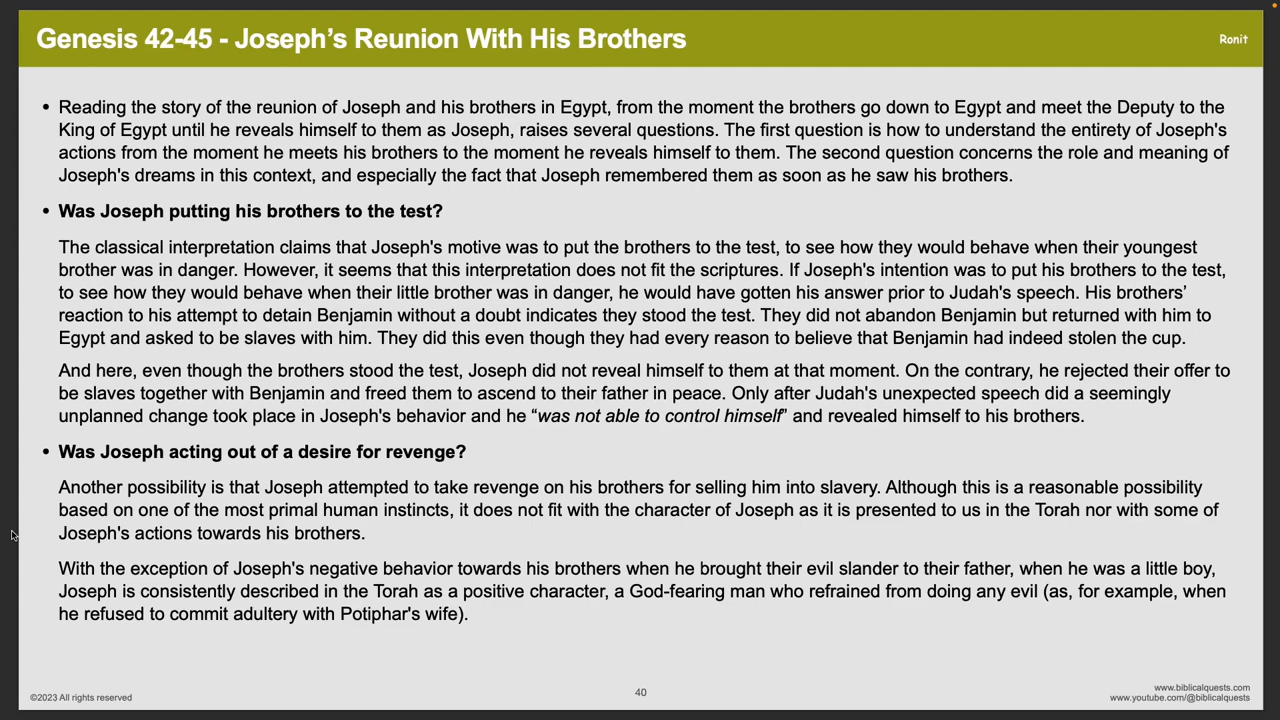 Genesis 42-45 - Joseph’s Reunion With His Brothers
Ronit
• Reading the story of the reunion of Joseph and his brothers in Egypt, from the moment the brothers go down to Egypt and meet the Deputy to the
King of Egypt until he reveals himself to them as Joseph, raises several questions. The first question is how to understand the entirety of Joseph's
actions from the moment he meets his brothers to the moment he reveals himself to them. The second question concerns the role and meaning of
Joseph's dreams in this context, and especially the fact that Joseph remembered them as soon as he saw his brothers.
• Was Joseph putting his brothers to the test?
The classical interpretation claims that Joseph's motive was to put the brothers to the test, to see how they would behave when their youngest
brother was in danger. However, it seems that this interpretation does not fit the scriptures. If Joseph's intention was to put his brothers to the test,
to see how they would behave when their little brother was in danger, he would have gotten his answer prior to Judah's speech. His brothers’
reaction to his attempt to detain Benjamin without a doubt indicates they stood the test. They did not abandon Benjamin but returned with him to
Egypt and asked to be slaves with him. They did this even though they had every reason to believe that Benjamin had indeed stolen the cup.
And here, even though the brothers stood the test, Joseph did not reveal himself to them at that moment. On the contrary, he rejected their offer to
be slaves together with Benjamin and freed them to ascend to their father in peace. Only after Judah's unexpected speech did a seemingly
unplanned change took place in Joseph's behavior and he “was not able to control himself” and revealed himself to his brothers.
• Was Joseph acting out of a desire for revenge?
Another possibility is that Joseph attempted to take revenge on his brothers for selling him into slavery. Although this is a reasonable possibility
based on one of the most primal human instincts, it does not fit with the character of Joseph as it is presented to us in the Torah nor with some of
Joseph's actions towards his brothers.
With the exception of Joseph's negative behavior towards his brothers when he brought their evil slander to their father, when he was a little boy,
Joseph is consistently described in the Torah as a positive character, a God-fearing man who refrained from doing any evil (as, for example, when
he refused to commit adultery with Potiphar's wife).
©2023 All rights reserved
40
www.biblicalquests.com
www.youtube.com/@biblicalquests